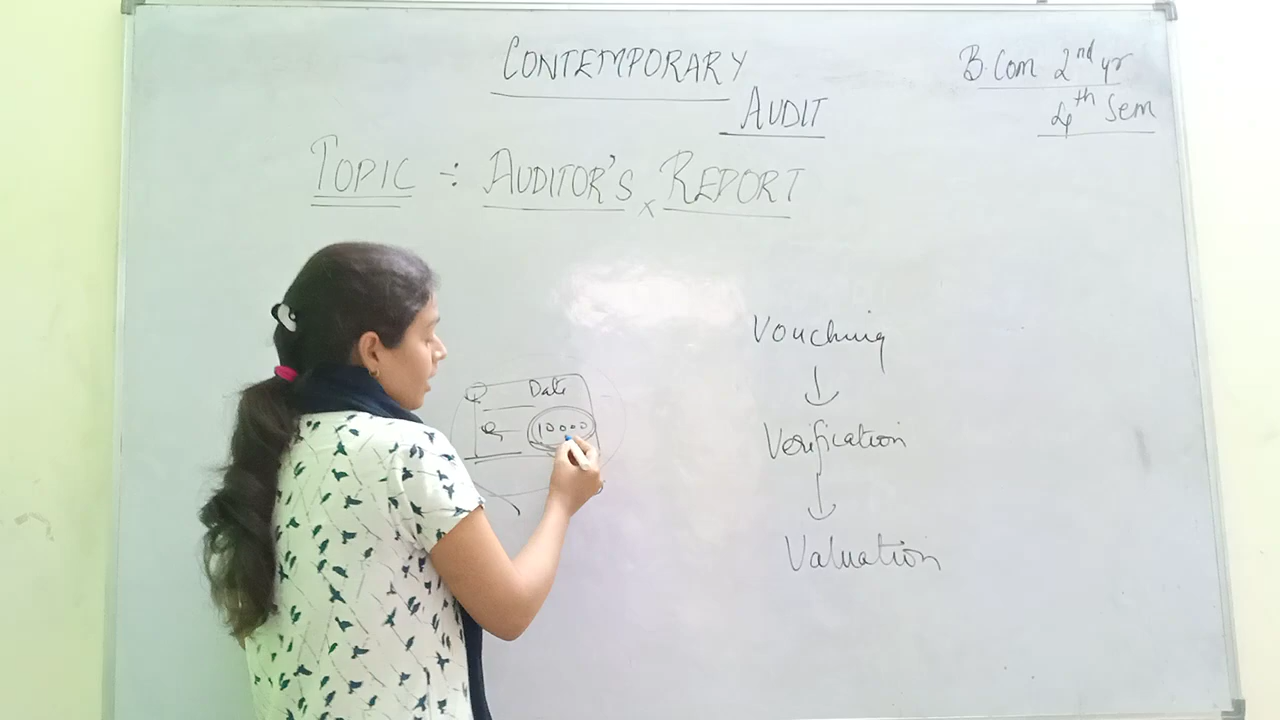 CONTEMPORARY
AUDIT
B.Com 2nd yr
4th Sem
TOPIC ÷ AUDITOR'S REPORT
Date
10000
Vouching
↓
Verification
↓
Valuation